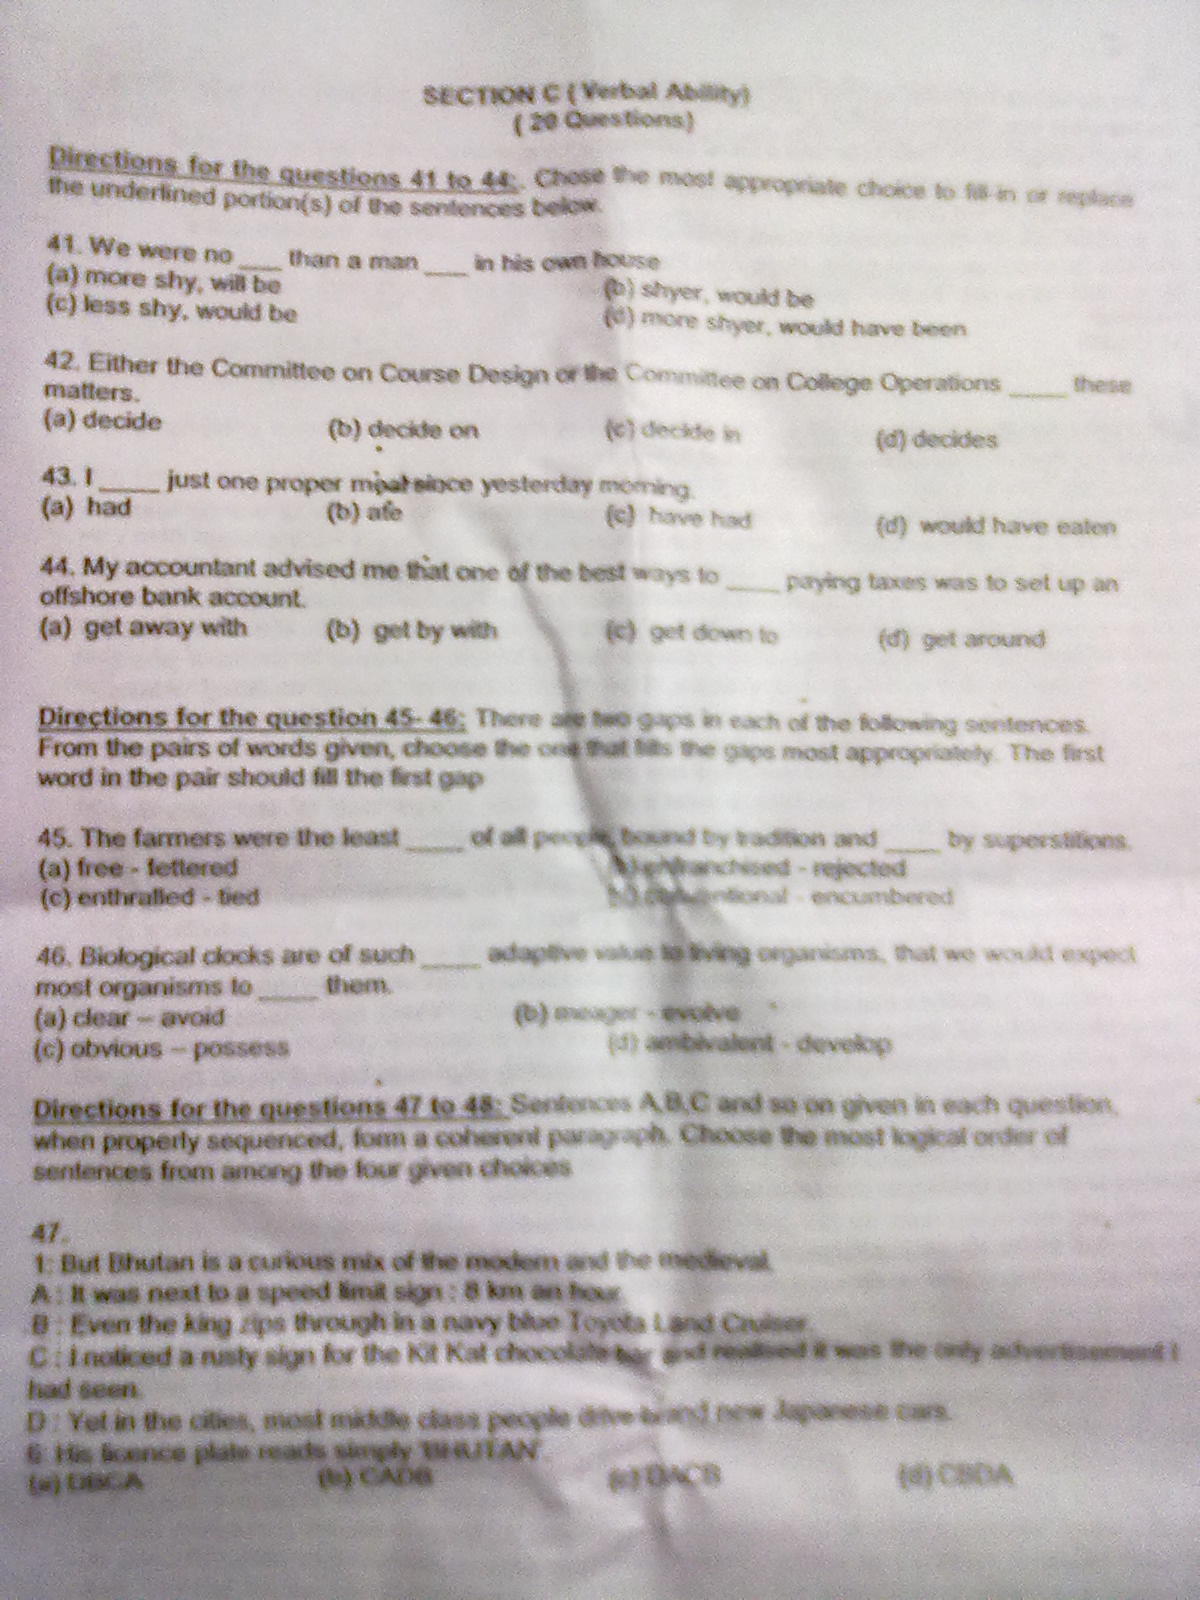 SECTION C ( Verbal Ability)
( 20 Questions)
Directions for the questions 41 to 44:. Chose the most appropriate choice to fill-in or replace
the underlined portion(s) of the sentences below.
41. We were no ____ than a man ____ in his own house
(a) more shy, will be (b) shyer, would be
(c) less shy, would be (d) more shyer, would have been
42. Either the Committee on Course Design or the Committee on College Operations _____ these
matters.
(a) decide (b) decide on (c) decide in (d) decides
43. I _____ just one proper meal since yesterday morning.
(a) had (b) ate (c) have had (d) would have eaten
44. My accountant advised me that one of the best ways to ____ paying taxes was to set up an
offshore bank account.
(a) get away with (b) get by with (c) get down to (d) get around
Directions for the question 45- 46: There are two gaps in each of the following sentences.
From the pairs of words given, choose the one that fills the gaps most appropriately. The first
word in the pair should fill the first gap
45. The farmers were the least _____ of all people, bound by tradition and _____ by superstitions.
(a) free - fettered - rejected
(c) enthralled - tied - encumbered
46. Biological clocks are of such _____ adaptive value to living organisms, that we would expect
most organisms to _____ them.
(a) clear – avoid (b) meager - evolve
(c) obvious – possess (d) ambivalent - develop
Directions for the questions 47 to 48: Sentences A,B,C and so on given in each question,
when properly sequenced, form a coherent paragraph. Choose the most logical order of
sentences from among the four given choices
47.
1: But Bhutan is a curious mix of the modern and the medieval.
A : It was next to a speed limit sign : 8 km an hour.
B : Even the king zips through in a navy blue Toyota Land Cruiser.
C : I noticed a rusty sign for the Kit Kat chocolate bar and realised it was the only advertisement I
had seen.
D : Yet in the cities, most middle class people drive brand new Japanese cars.
6: His licence plate reads simply 'BHUTAN'.
(a) DBCA (b) CADB (c) DACB (d) CBDA